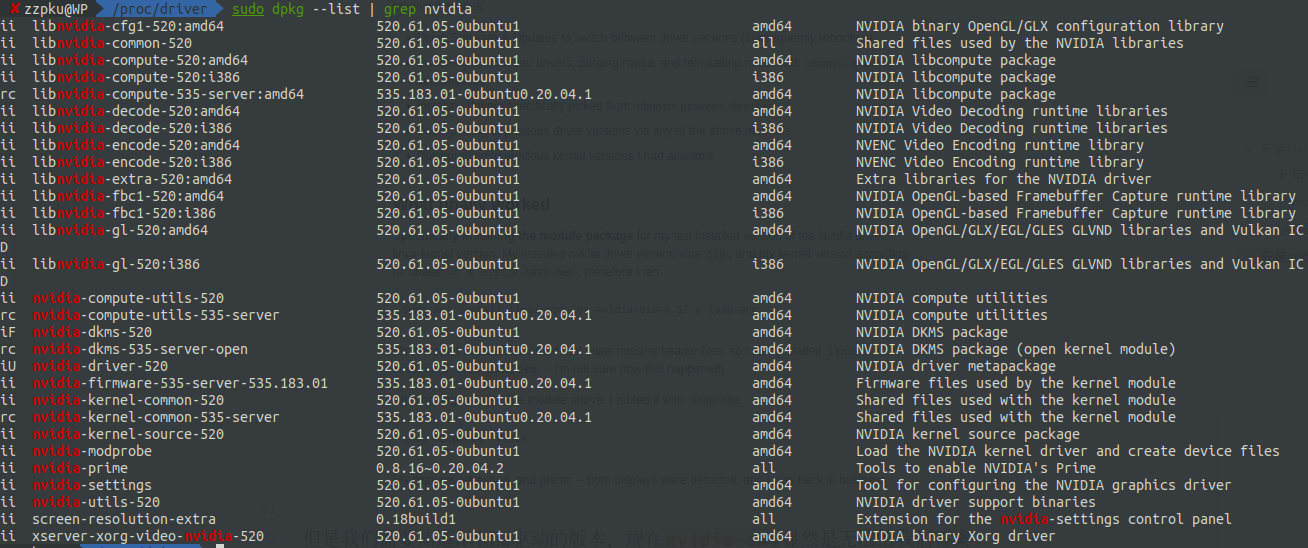 ✘ zzpku@WP /proc/driver sudo dpkg --list | grep nvidia
ii libnvidia-cfg1-520:amd64 520.61.05-0ubuntu1 amd64 NVIDIA binary OpenGL/GLX configuration library
ii libnvidia-common-520 520.61.05-0ubuntu1 all Shared files used by the NVIDIA libraries
ii libnvidia-compute-520:amd64 520.61.05-0ubuntu1 amd64 NVIDIA libcompute package
ii libnvidia-compute-520:i386 520.61.05-0ubuntu1 i386 NVIDIA libcompute package
rc libnvidia-compute-535-server:amd64 535.183.01-0ubuntu0.20.04.1 amd64 NVIDIA libcompute package
ii libnvidia-decode-520:amd64 520.61.05-0ubuntu1 amd64 NVIDIA Video Decoding runtime libraries
ii libnvidia-decode-520:i386 520.61.05-0ubuntu1 i386 NVIDIA Video Decoding runtime libraries
ii libnvidia-encode-520:amd64 520.61.05-0ubuntu1 amd64 NVENC Video Encoding runtime library
ii libnvidia-encode-520:i386 520.61.05-0ubuntu1 i386 NVENC Video Encoding runtime library
ii libnvidia-extra-520:amd64 520.61.05-0ubuntu1 amd64 Extra libraries for the NVIDIA driver
ii libnvidia-fbc1-520:amd64 520.61.05-0ubuntu1 amd64 NVIDIA OpenGL-based Framebuffer Capture runtime library
ii libnvidia-fbc1-520:i386 520.61.05-0ubuntu1 i386 NVIDIA OpenGL-based Framebuffer Capture runtime library
ii libnvidia-gl-520:amd64 520.61.05-0ubuntu1 amd64 NVIDIA OpenGL/GLX/EGL/GLES GLVND libraries and Vulkan IC
D
ii libnvidia-gl-520:i386 520.61.05-0ubuntu1 i386 NVIDIA OpenGL/GLX/EGL/GLES GLVND libraries and Vulkan IC
D
ii nvidia-compute-utils-520 520.61.05-0ubuntu1 amd64 NVIDIA compute utilities
rc nvidia-compute-utils-535-server 535.183.01-0ubuntu0.20.04.1 amd64 NVIDIA compute utilities
iF nvidia-dkms-520 520.61.05-0ubuntu1 amd64 NVIDIA DKMS package
rc nvidia-dkms-535-server-open 535.183.01-0ubuntu0.20.04.1 amd64 NVIDIA DKMS package (open kernel module)
iU nvidia-driver-520 520.61.05-0ubuntu1 amd64 NVIDIA driver metapackage
ii nvidia-firmware-535-server-535.183.01 535.183.01-0ubuntu0.20.04.1 amd64 Firmware files used by the kernel module
ii nvidia-kernel-common-520 520.61.05-0ubuntu1 amd64 Shared files used with the kernel module
rc nvidia-kernel-common-535-server 535.183.01-0ubuntu0.20.04.1 amd64 Shared files used with the kernel module
ii nvidia-kernel-source-520 520.61.05-0ubuntu1 amd64 NVIDIA kernel source package
ii nvidia-modprobe 520.61.05-0ubuntu1 amd64 Load the NVIDIA kernel driver and create device files
ii nvidia-prime 0.8.16~0.20.04.2 all Tools to enable NVIDIA's Prime
ii nvidia-settings 520.61.05-0ubuntu1 amd64 Tool for configuring the NVIDIA graphics driver
ii nvidia-utils-520 520.61.05-0ubuntu1 amd64 NVIDIA driver support binaries
ii screen-resolution-extra 0.18build1 all Extension for the nvidia-settings control panel
ii xserver-xorg-video-nvidia-520 520.61.05-0ubuntu1 amd64 NVIDIA binary Xorg driver